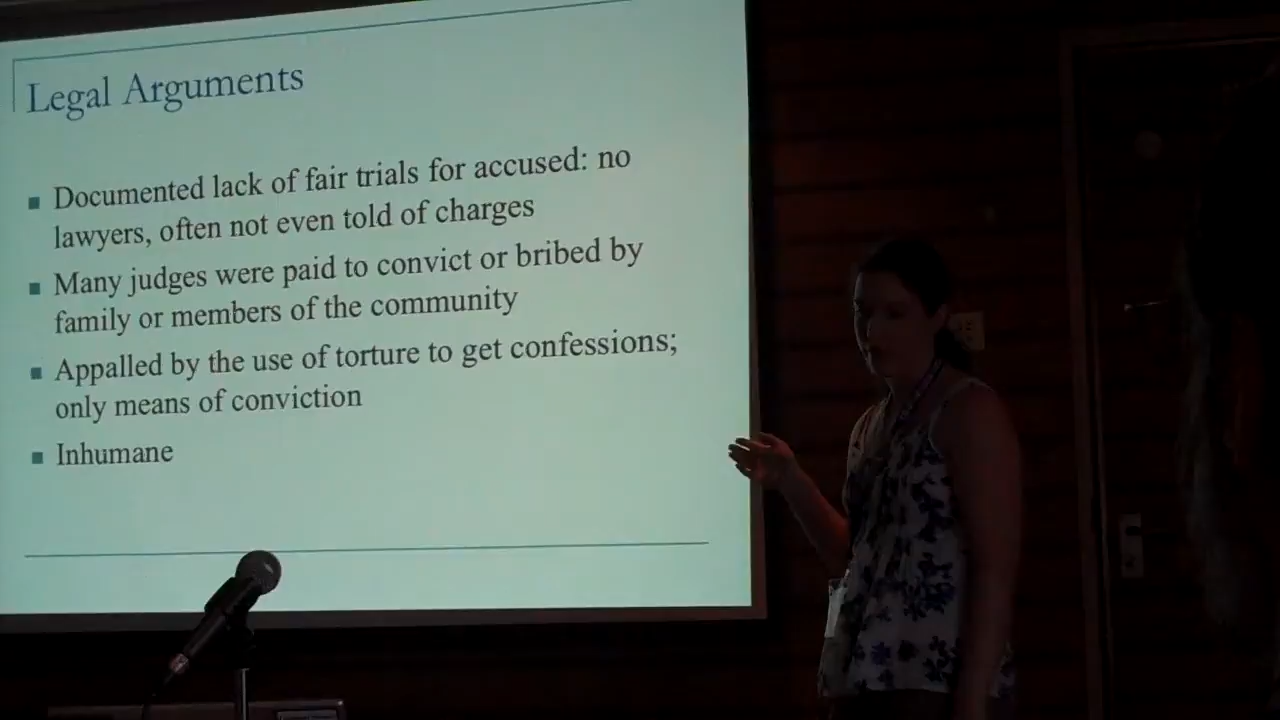 Legal Arguments
Documented lack of fair trials for accused: no
lawyers, often not even told of charges
Many judges were paid to convict or bribed by
family or members of the community
Appalled by the use of torture to get confessions;
only means of conviction
Inhumane